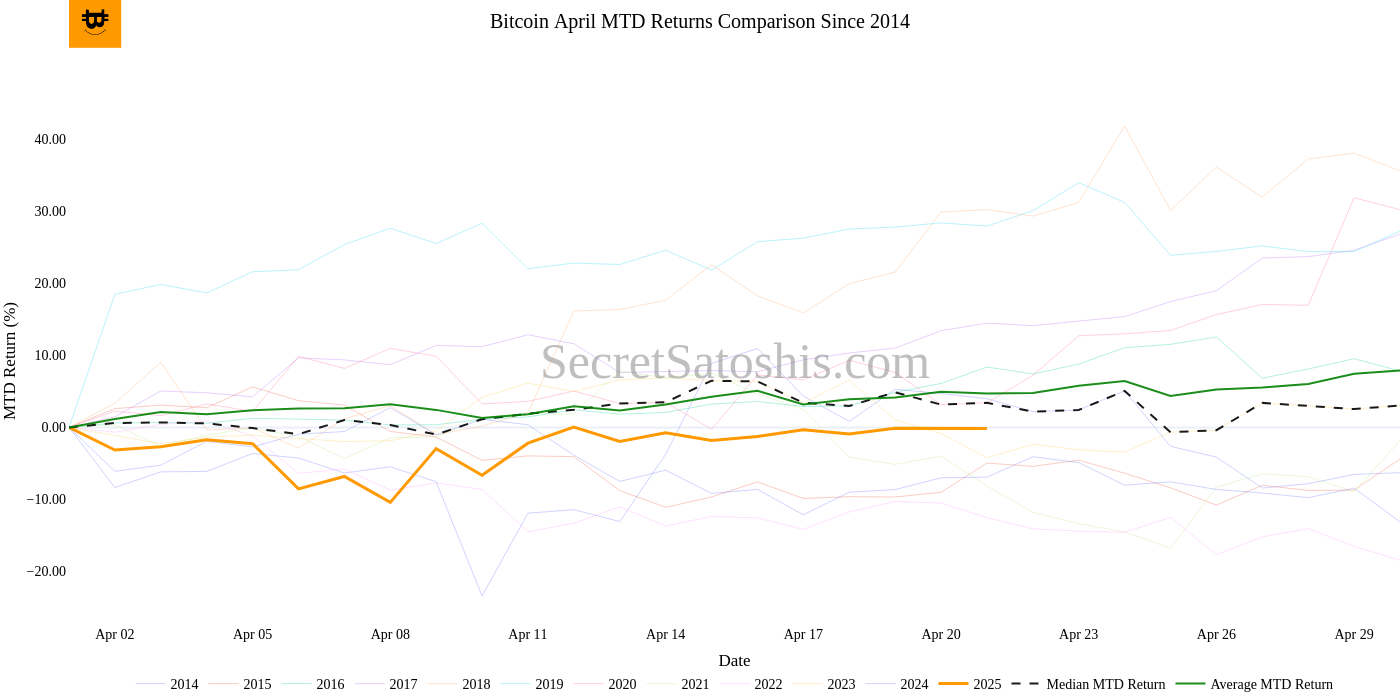 Bitcoin April MTD Returns Comparison Since 2014
MTD Return (%)
40.00
30.00
20.00
10.00
0.00
−10.00
−20.00
SecretSatoshis.com
Apr 02 Apr 05 Apr 08 Apr 11 Apr 14 Apr 17 Apr 20 Apr 23 Apr 26 Apr 29
Date
2014 2015 2016 2017 2018 2019 2020 2021 2022 2023 2024 2025 Median MTD Return Average MTD Return